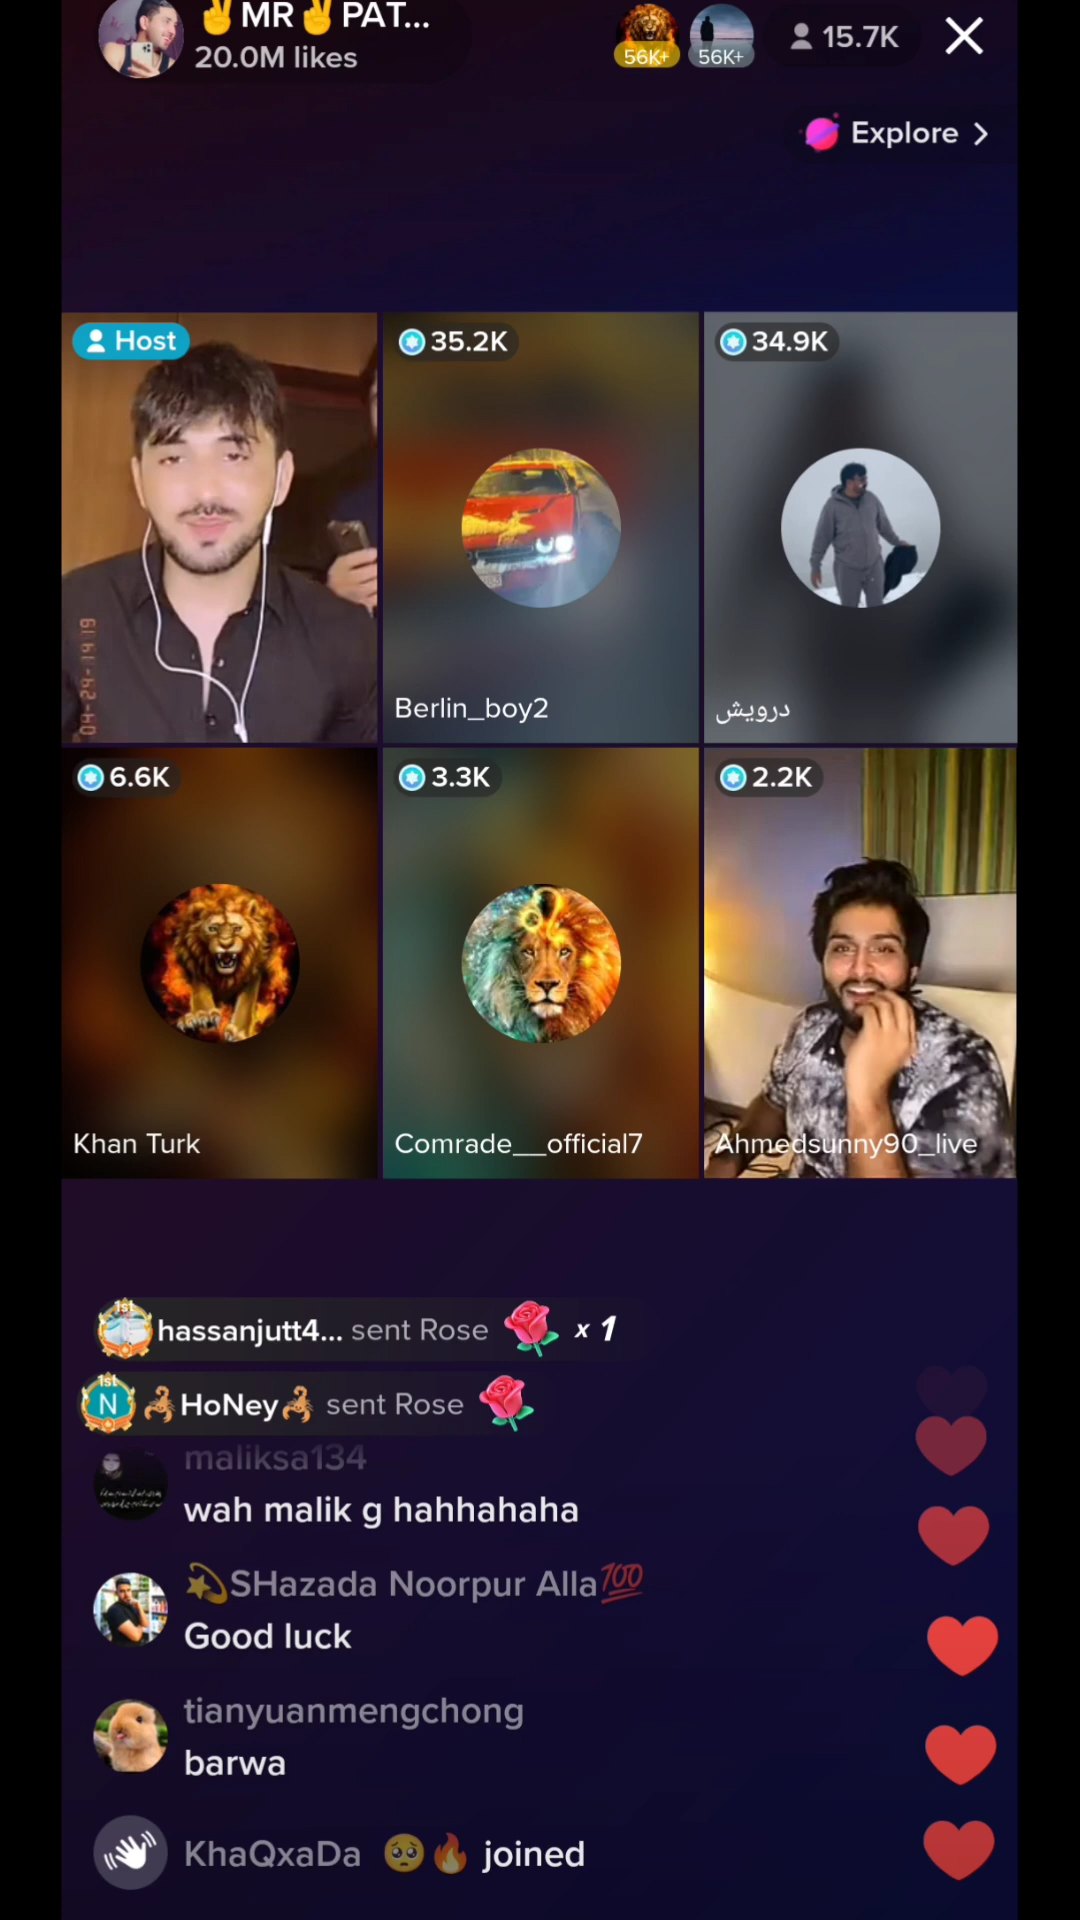 ✌MR✌PAT...
20.0M likes
56K+
56K+
15.7K
Explore
Host
35.2K
34.9K
Berlin_boy2
درویش
6.6K
3.3K
2.2K
Khan Turk
Comrade__official7
Ahmedsunny90_live
1st
hassanjutt4... sent Rose x 1
1st
N
🦂HoNey🦂 sent Rose
maliksa134
wah malik g hahhahaha
💫SHazada Noorpur Alla💯
Good luck
tianyuanmengchong
barwa
KhaQxaDa 🥺🔥 joined